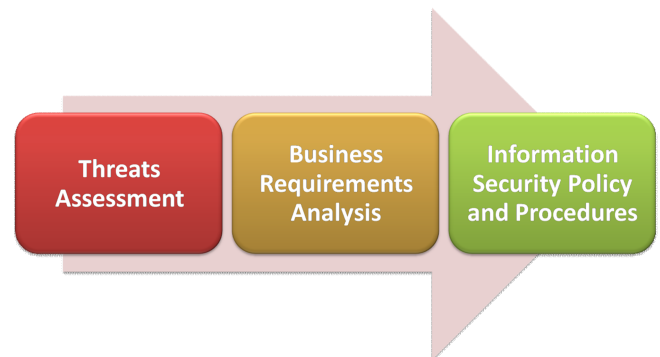 Threats
Assessment
Business
Requirements
Analysis
Information
Security Policy
and Procedures